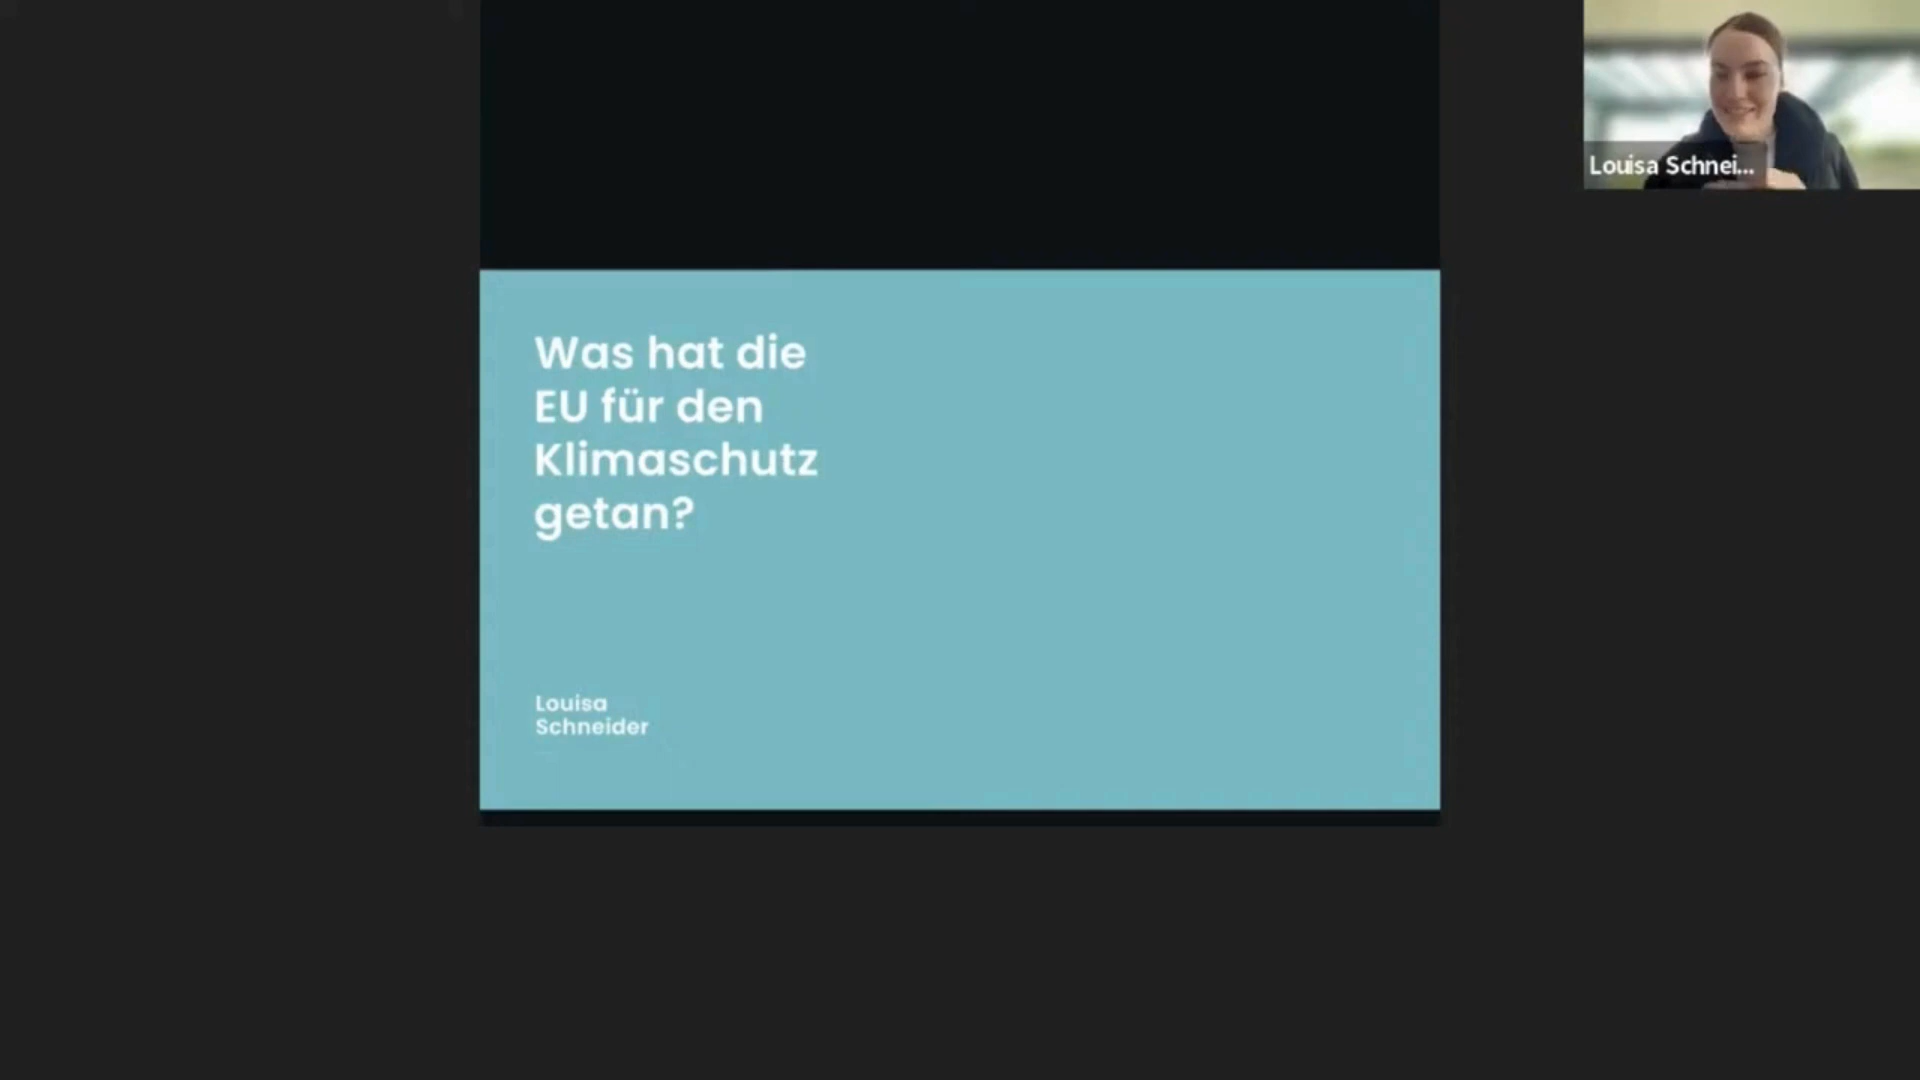 Was hat die
EU für den
Klimaschutz
getan?
Louisa
Schneider
Louisa Schnei...